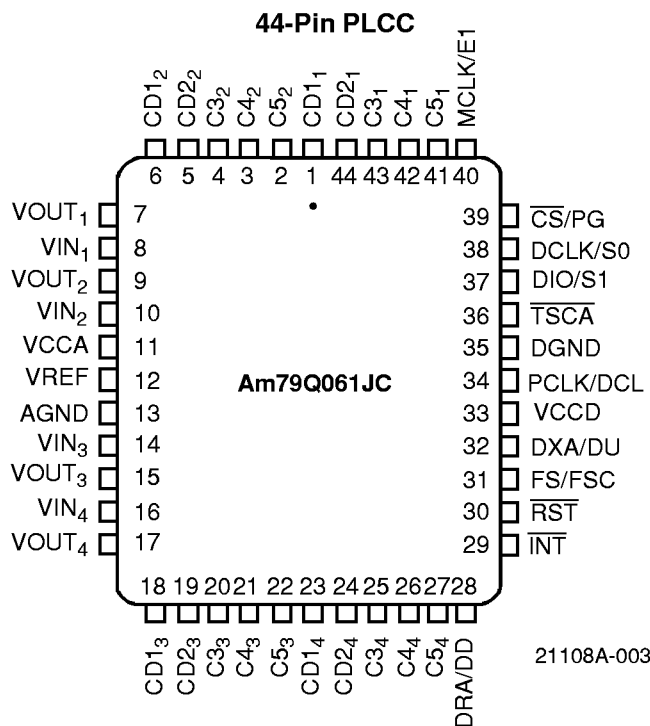 44-Pin PLCC
CD1₂ CD2₂ C3₂ C4₂ C5₂ CD1₁ CD2₁ C3₁ C4₁ C5₁ MCLK/E1
6 5 4 3 2 1 44 43 42 41 40
VOUT₁ 7 39 C̅S̅/PG
VIN₁ 8 38 DCLK/S0
VOUT₂ 9 37 DIO/S1
VIN₂ 10 36 T̅S̅C̅A̅
VCCA 11 35 DGND
VREF 12 Am79Q061JC 34 PCLK/DCL
AGND 13 33 VCCD
VIN₃ 14 32 DXA/DU
VOUT₃ 15 31 FS/FSC
VIN₄ 16 30 R̅S̅T̅
VOUT₄ 17 29 I̅N̅T̅
18 19 20 21 22 23 24 25 26 27 28
CD1₃ CD2₃ C3₃ C4₃ C5₃ CD1₄ CD2₄ C3₄ C4₄ C5₄ DRA/DD
21108A-003